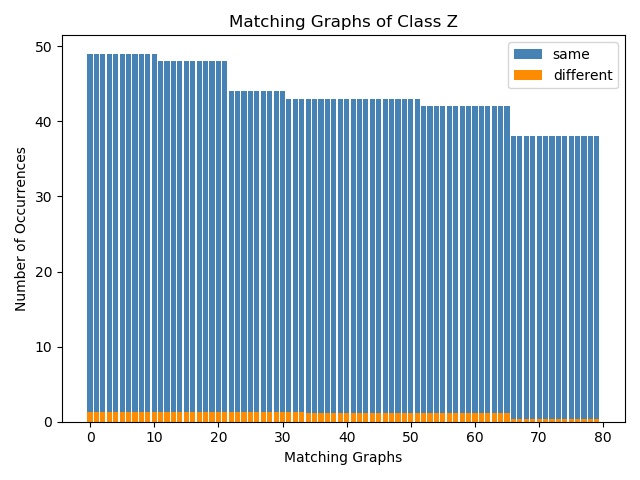 Matching Graphs of Class Z
same
different
Number of Occurrences
50
40
30
20
10
0
0 10 20 30 40 50 60 70 80
Matching Graphs